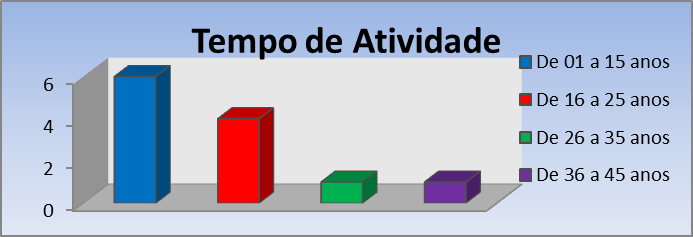 Tempo de Atividade
6
4
2
0
De 01 a 15 anos
De 16 a 25 anos
De 26 a 35 anos
De 36 a 45 anos